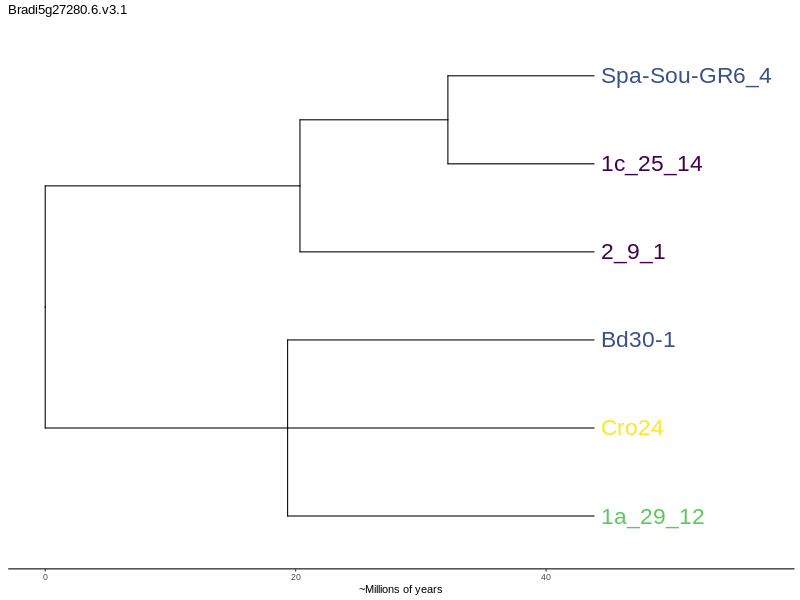 Bradi5g27280.6.v3.1
Spa-Sou-GR6_4
1c_25_14
2_9_1
Bd30-1
Cro24
1a_29_12
0 20 40
~Millions of years